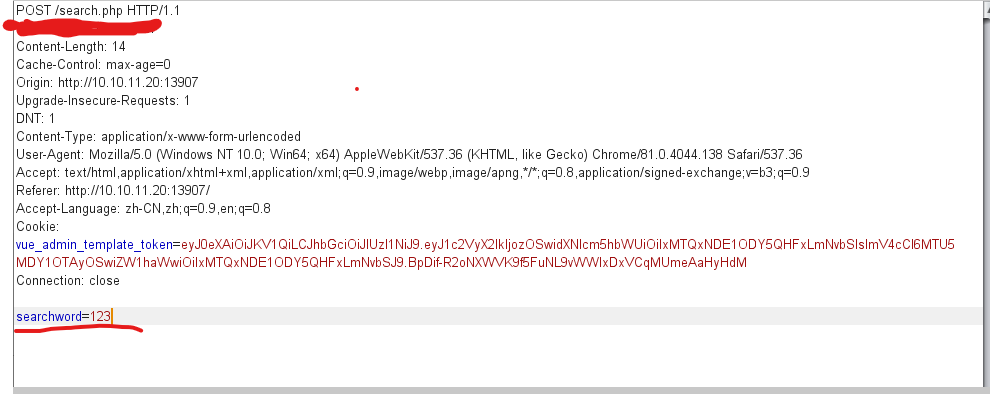 POST /search.php HTTP/1.1
Content-Length: 14
Cache-Control: max-age=0
Origin: http://10.10.11.20:13907
Upgrade-Insecure-Requests: 1
DNT: 1
Content-Type: application/x-www-form-urlencoded
User-Agent: Mozilla/5.0 (Windows NT 10.0; Win64; x64) AppleWebKit/537.36 (KHTML, like Gecko) Chrome/81.0.4044.138 Safari/537.36
Accept: text/html,application/xhtml+xml,application/xml;q=0.9,image/webp,image/apng,*/*;q=0.8,application/signed-exchange;v=b3;q=0.9
Referer: http://10.10.11.20:13907/
Accept-Language: zh-CN,zh;q=0.9,en;q=0.8
Cookie:
vue_admin_template_token=eyJ0eXAiOiJKV1QiLCJhbGciOiJIUzI1NiJ9.eyJ1c2VyX2lkIjozOSwidXNlcm5hbWUiOiIxMTQxNDE1ODY5QHFxLmNvbSIsImV4cCI6MTU5
MDY1OTAyOSwiZW1haWwiOiIxMTQxNDE1ODY5QHFxLmNvbSJ9.BpDif-R2oNXWVK9f5FuNL9vWWIxDxVCqMUmeAaHyHdM
Connection: close
searchword=123